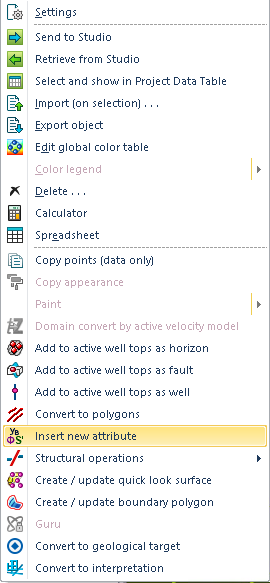 Settings
Send to Studio
Retrieve from Studio
Select and show in Project Data Table
Import (on selection) . . .
Export object
Edit global color table
Color legend
Delete . . .
Calculator
Spreadsheet
Copy points (data only)
Copy appearance
Paint
Domain convert by active velocity model
Add to active well tops as horizon
Add to active well tops as fault
Add to active well tops as well
Convert to polygons
Insert new attribute
Structural operations
Create / update quick look surface
Create / update boundary polygon
Guru
Convert to geological target
Convert to interpretation